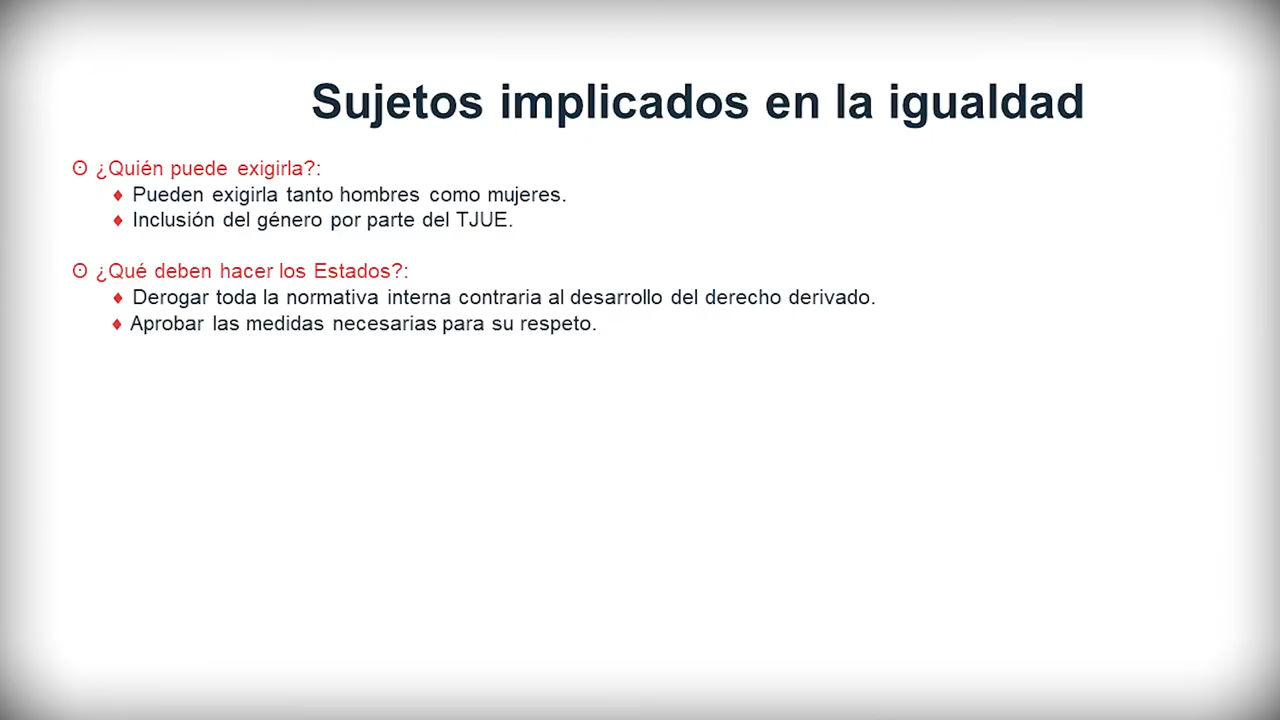 Sujetos implicados en la igualdad
ʘ ¿Quién puede exigirla?:
♦ Pueden exigirla tanto hombres como mujeres.
♦ Inclusión del género por parte del TJUE.
ʘ ¿Qué deben hacer los Estados?:
♦ Derogar toda la normativa interna contraria al desarrollo del derecho derivado.
♦ Aprobar las medidas necesarias para su respeto.